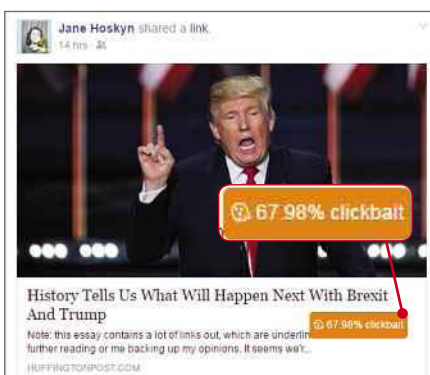 Jane Hoskyn shared a link.
14 hrs
67.98% clickbait
History Tells Us What Will Happen Next With Brexit
And Trump
Note: this essay contains a lot of links out, which are underlin
67.98% clickbait
further reading or me backing up my opinions. It seems we'r...
HUFFINGTONPOST.COM